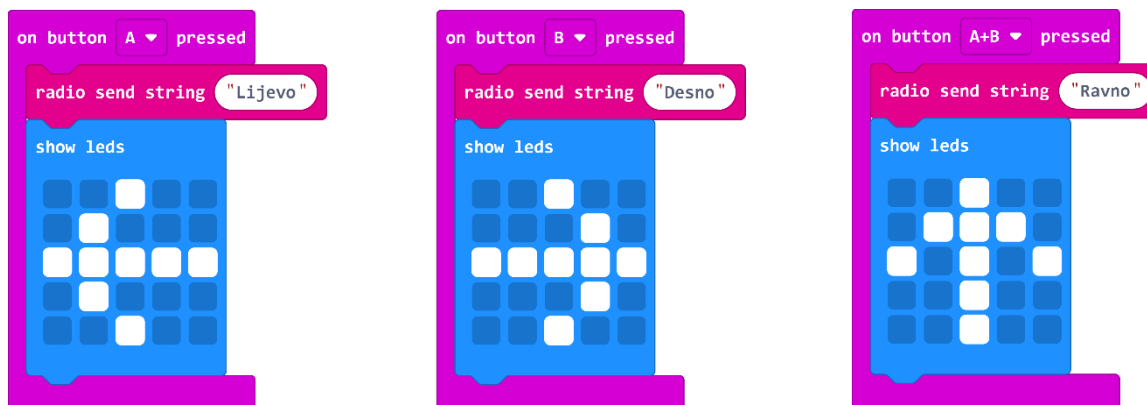 on button A pressed
radio send string "Lijevo"
show leds
on button B pressed
radio send string "Desno"
show leds
on button A+B pressed
radio send string "Ravno"
show leds